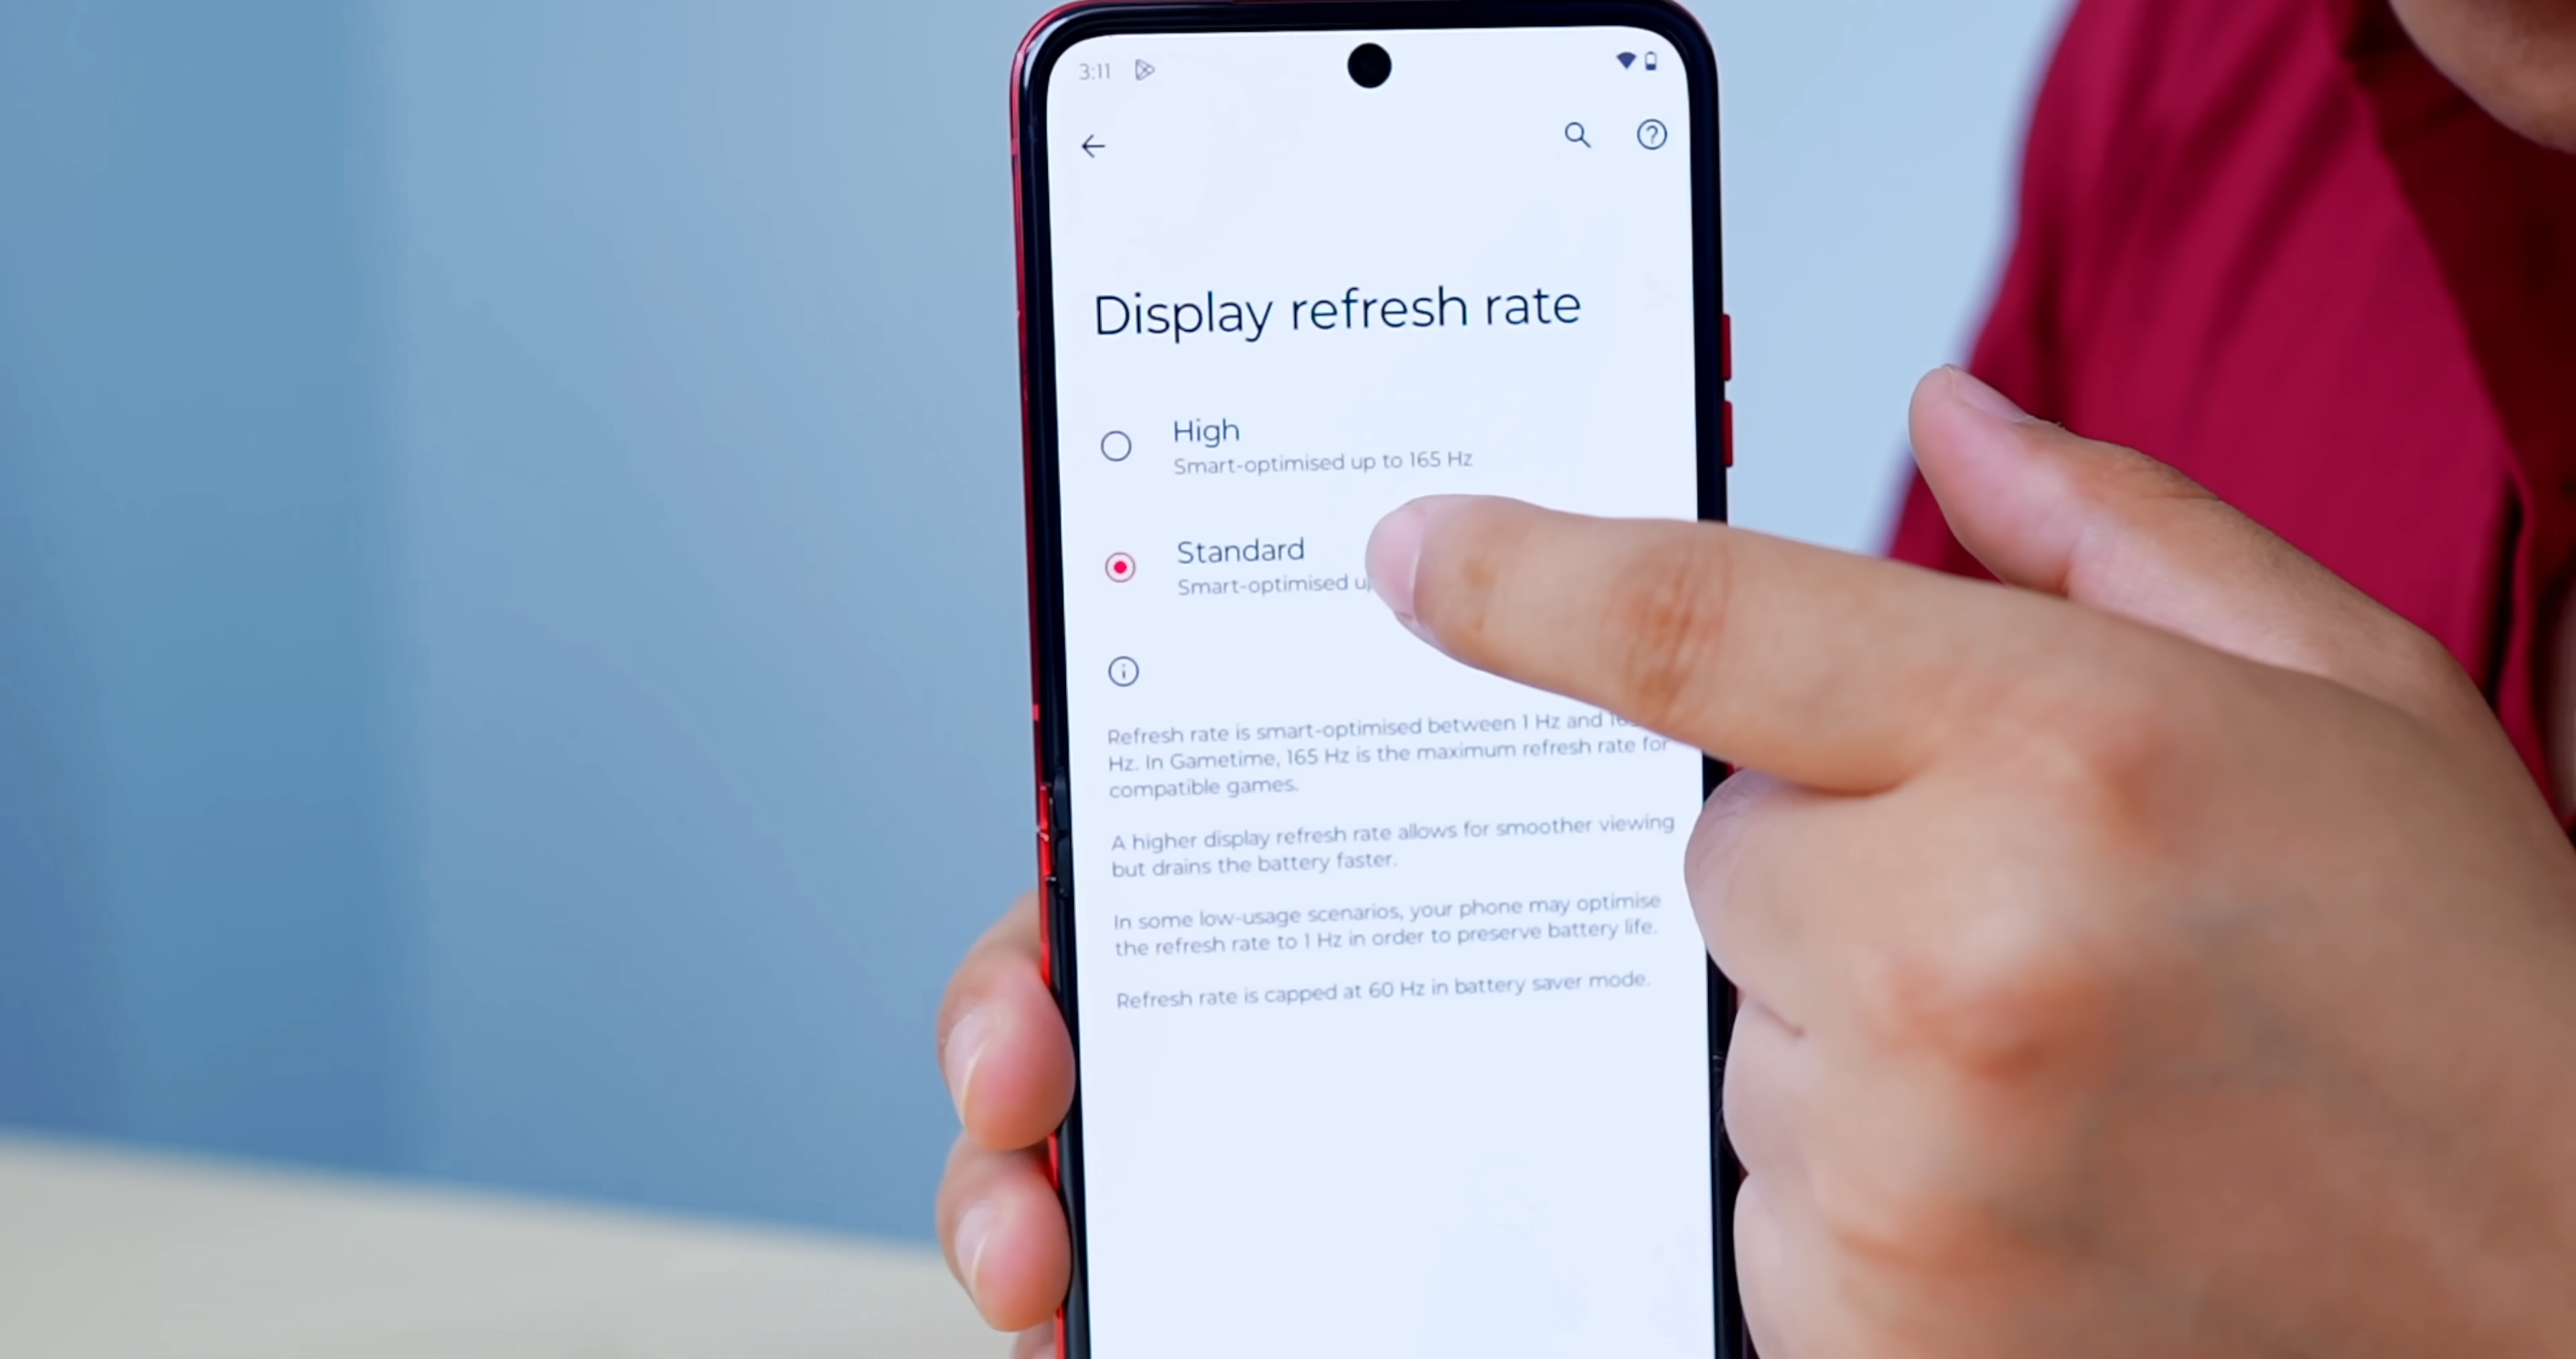 3:11
Display refresh rate
High
Smart-optimised up to 165 Hz
Standard
Smart-optimised
Refresh rate is smart-optimised between 1 Hz and
Hz. In Gametime, 165 Hz is the maximum refresh rate for
compatible games.
A higher display refresh rate allows for smoother viewing
but drains the battery faster.
In some low-usage scenarios, your phone may optimise
the refresh rate to 1 Hz in order to preserve battery life.
Refresh rate is capped at 60 Hz in battery saver mode.